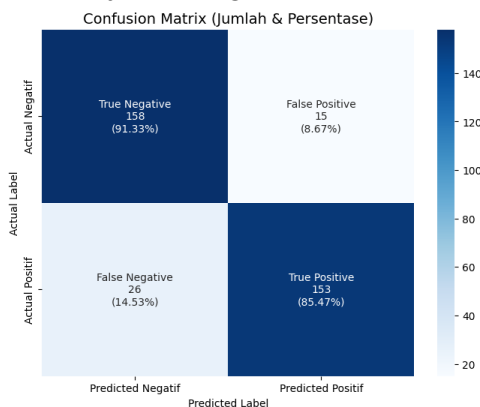 Confusion Matrix (Jumlah & Persentase)
Actual Label
Actual Negatif
Actual Positif
True Negative
158
(91.33%)
False Positive
15
(8.67%)
False Negative
26
(14.53%)
True Positive
153
(85.47%)
Predicted Negatif
Predicted Positif
Predicted Label
140
120
100
80
60
40
20